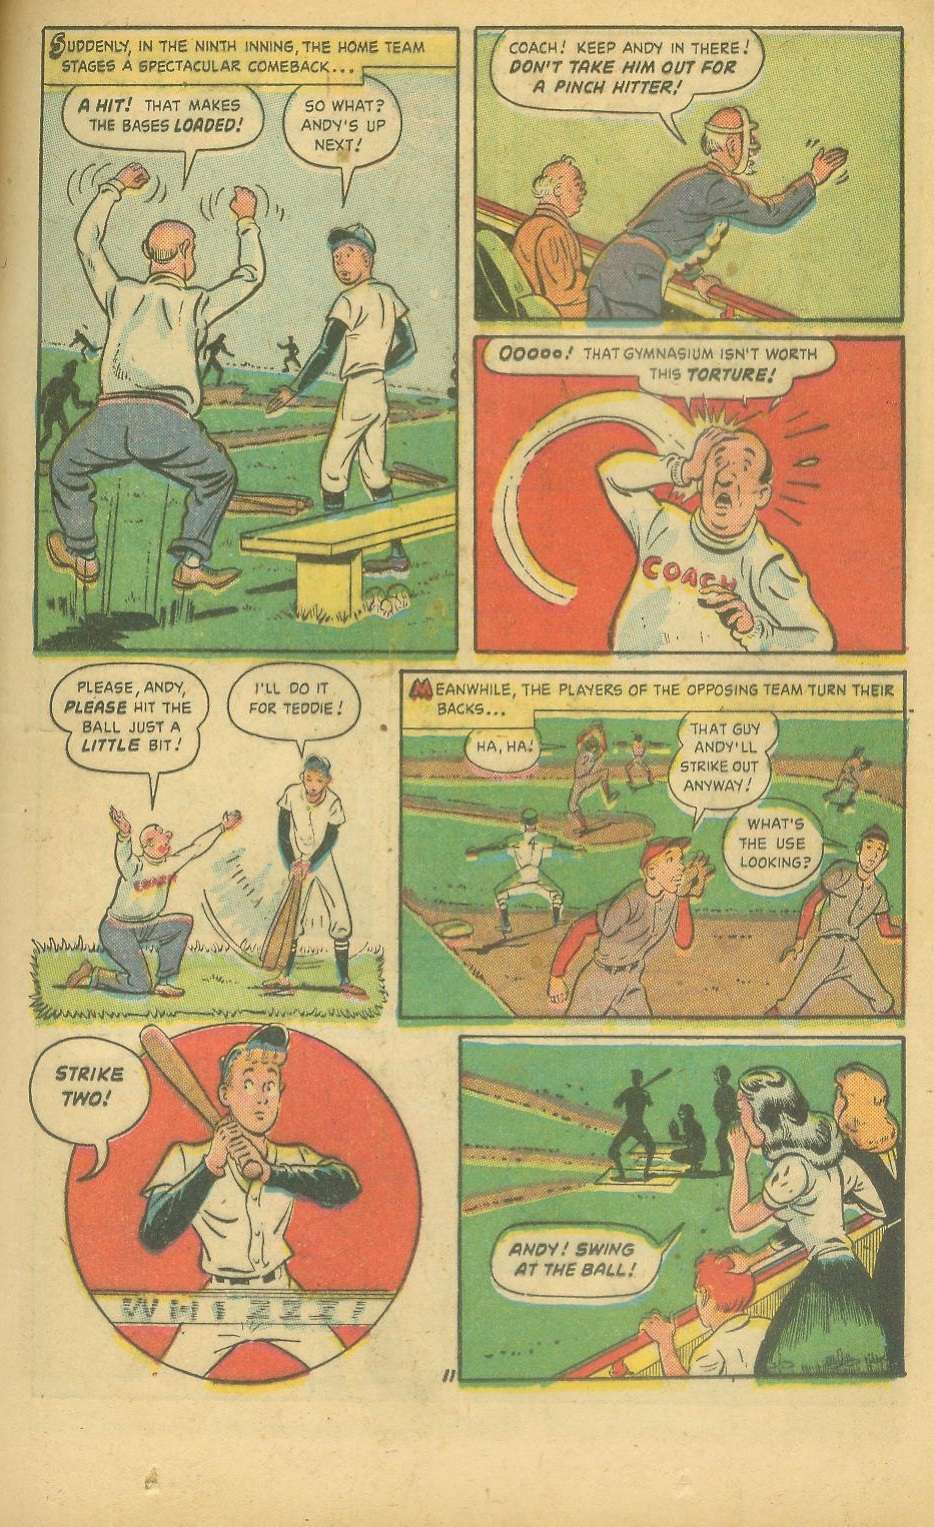 SUDDENLY, IN THE NINTH INNING, THE HOME TEAM
STAGES A SPECTACULAR COMEBACK...
A HIT! THAT MAKES
THE BASES LOADED!
SO WHAT?
ANDY'S UP
NEXT!
COACH! KEEP ANDY IN THERE!
DON'T TAKE HIM OUT FOR
A PINCH HITTER!
OOOOO! THAT GYMNASIUM ISN'T WORTH
THIS TORTURE!
COACH
PLEASE, ANDY,
PLEASE HIT THE
BALL JUST A
LITTLE BIT!
I'LL DO IT
FOR TEDDIE!
COACH
MEANWHILE, THE PLAYERS OF THE OPPOSING TEAM TURN THEIR
BACKS...
HA, HA!
THAT GUY
ANDY'LL
STRIKE OUT
ANYWAY!
WHAT'S
THE USE
LOOKING?
4
STRIKE
TWO!
WHIZZZ!
ANDY! SWING
AT THE BALL!
11